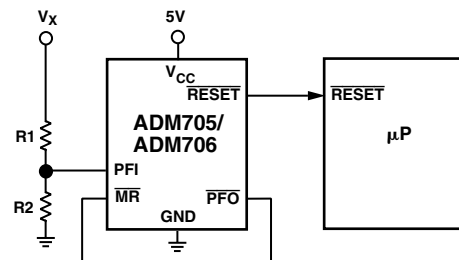 VX
5V
VCC
RESET
RESET
ADM705/
ADM706
μP
R1
PFI
R2
MR
PFO
GND